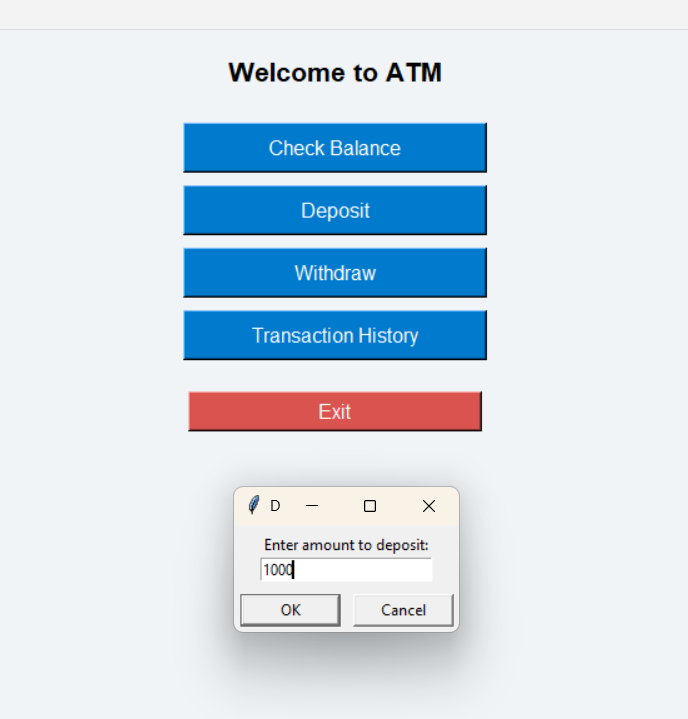 Welcome to ATM
Check Balance
Deposit
Withdraw
Transaction History
Exit
D
Enter amount to deposit:
1000
OK
Cancel